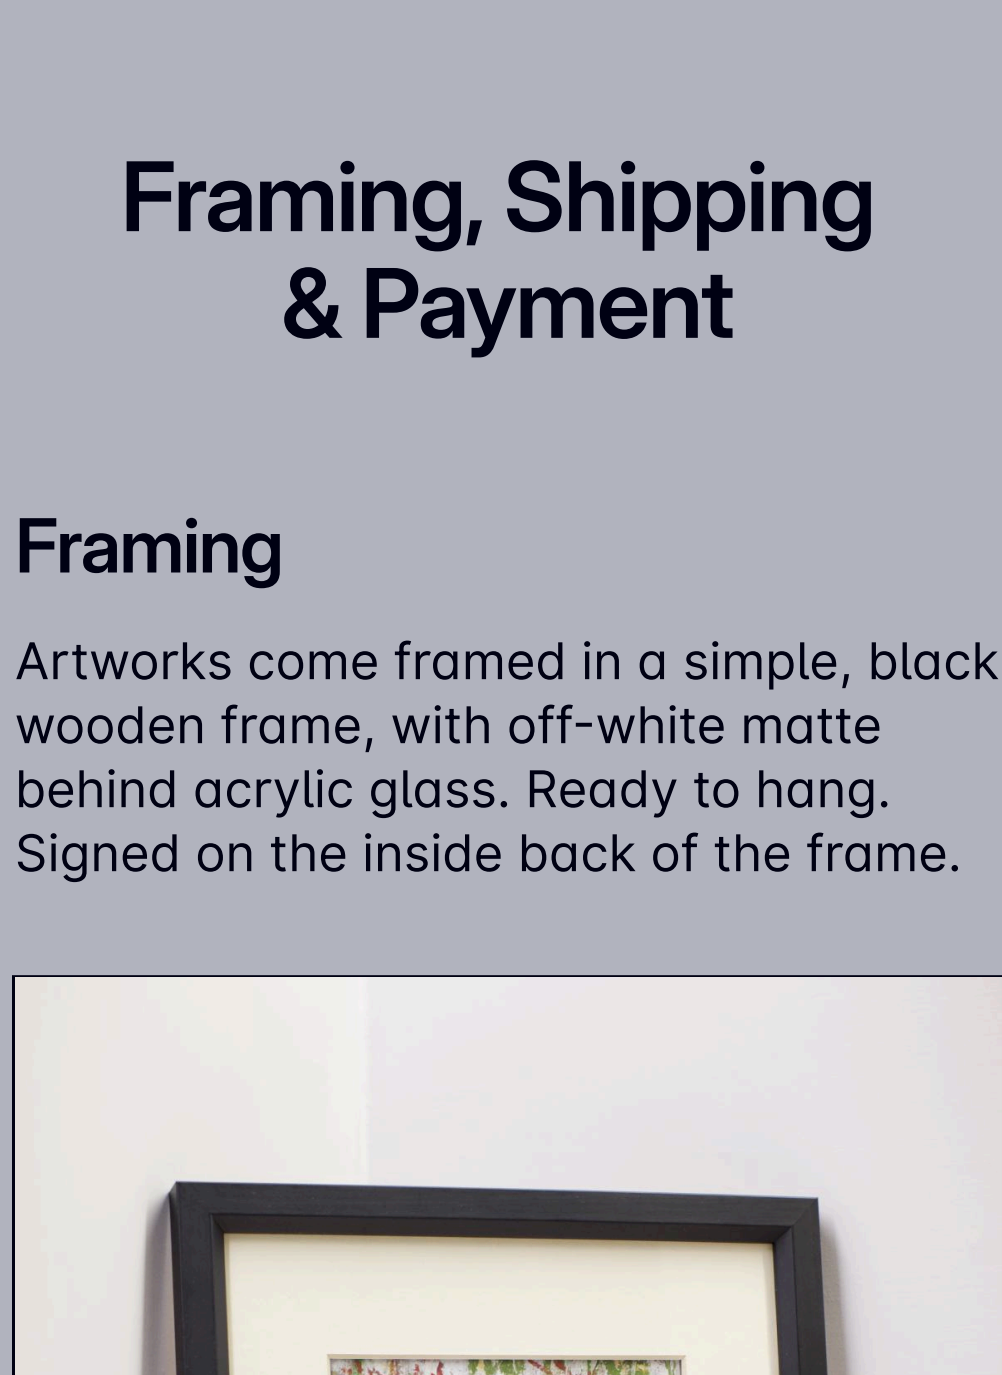 Framing, Shipping
& Payment
Framing
Artworks come framed in a simple, black
wooden frame, with off-white matte
behind acrylic glass. Ready to hang.
Signed on the inside back of the frame.